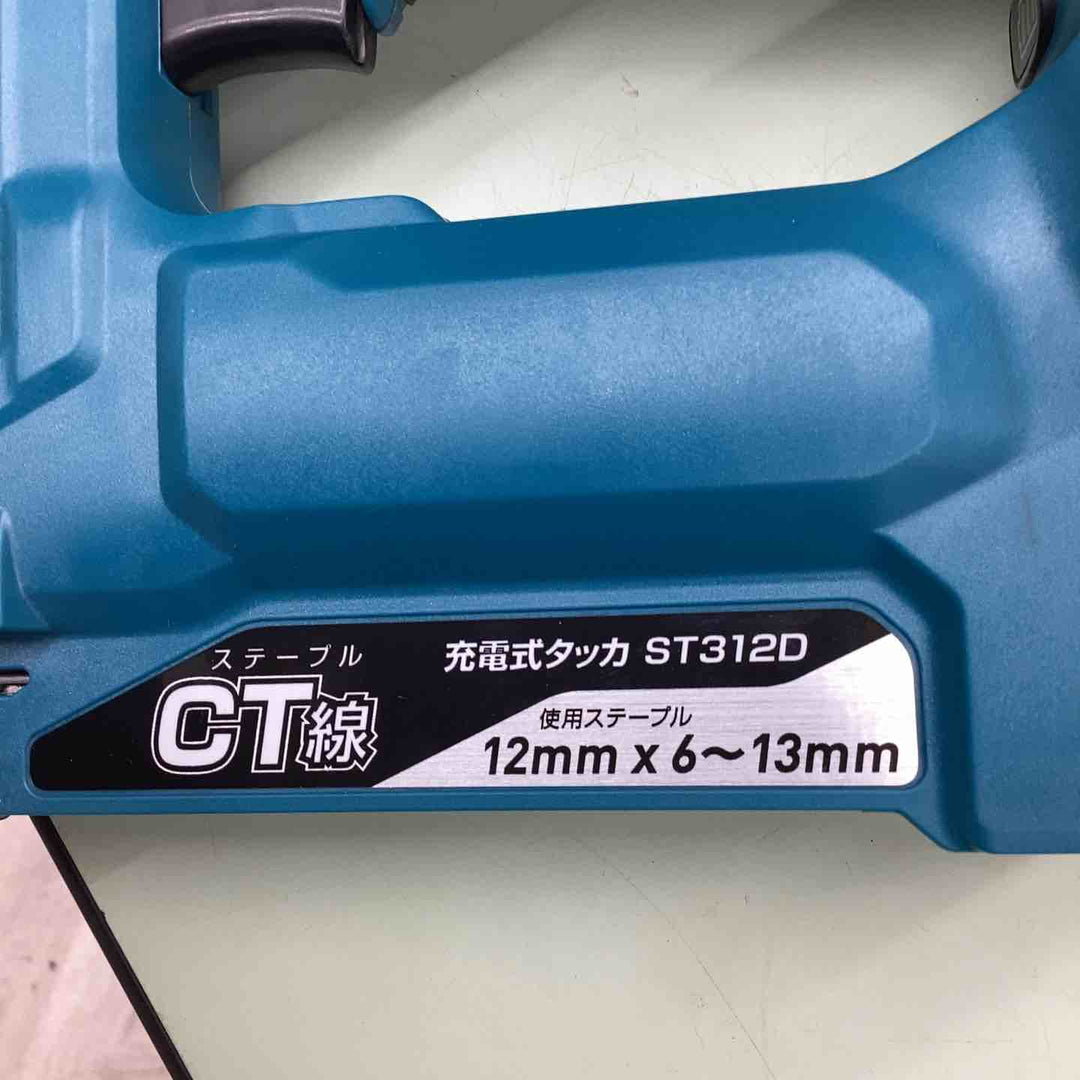 ステープル
CT線
充電式タッカ ST312D
使用ステープル
12mm x 6〜13mm